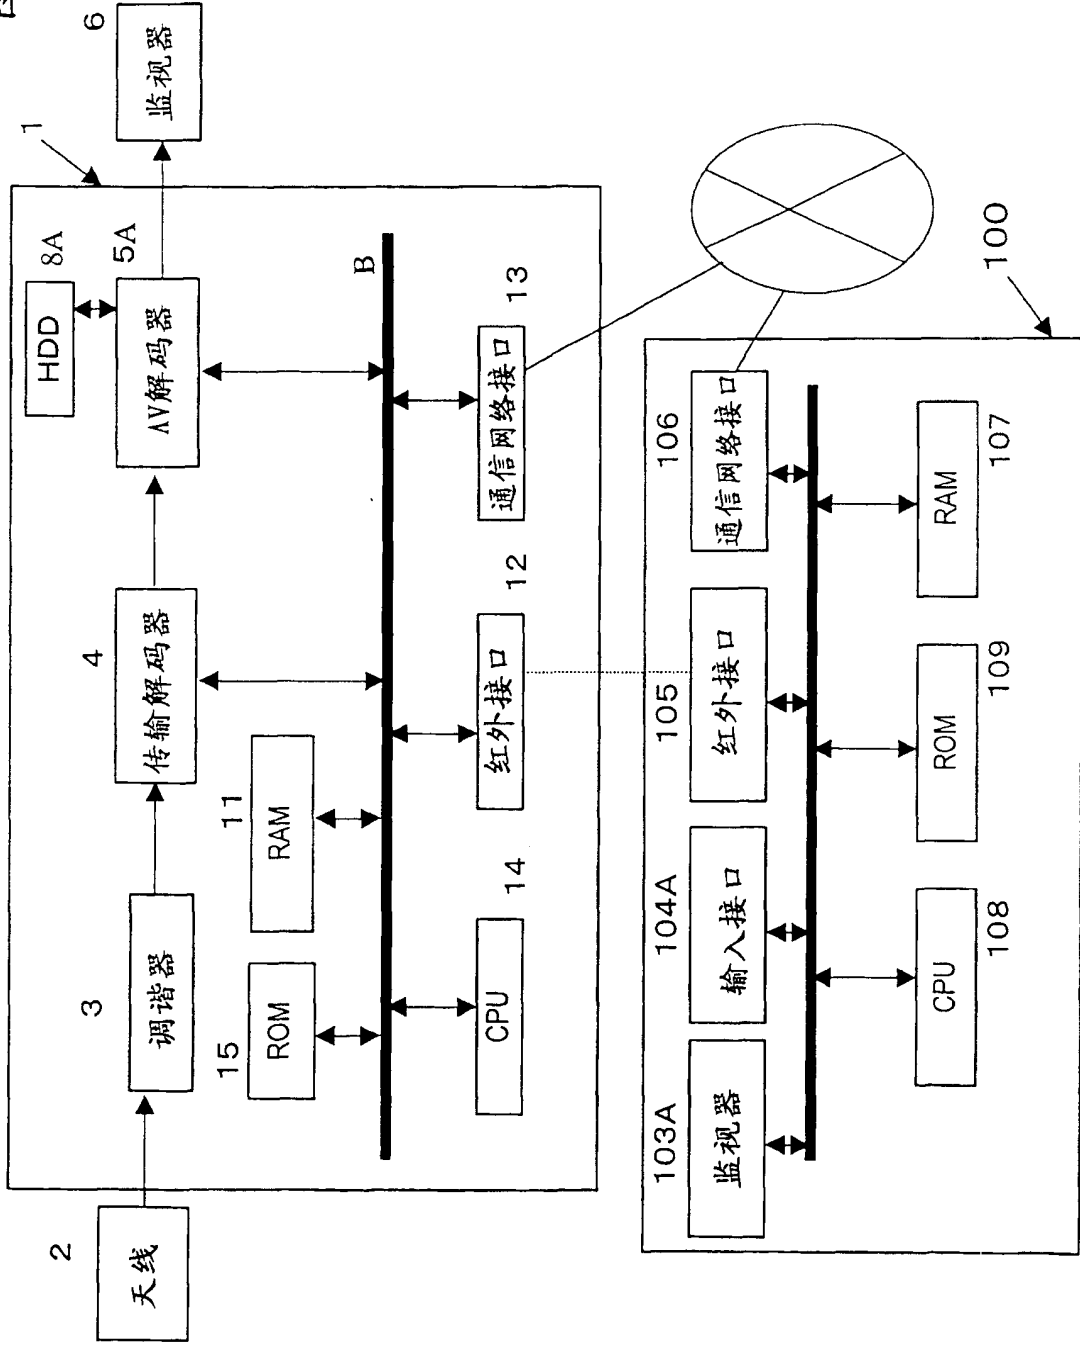 1
HDD
8A
2
天线
3
调谐器
4
传输解码器
5A
AV解码器
6
监视器
15
ROM
11
RAM
B
14
CPU
12
红外接口
13
通信网络接口
103A
监视器
104A
输入接口
105
红外接口
106
通信网络接口
108
CPU
109
ROM
107
RAM
100